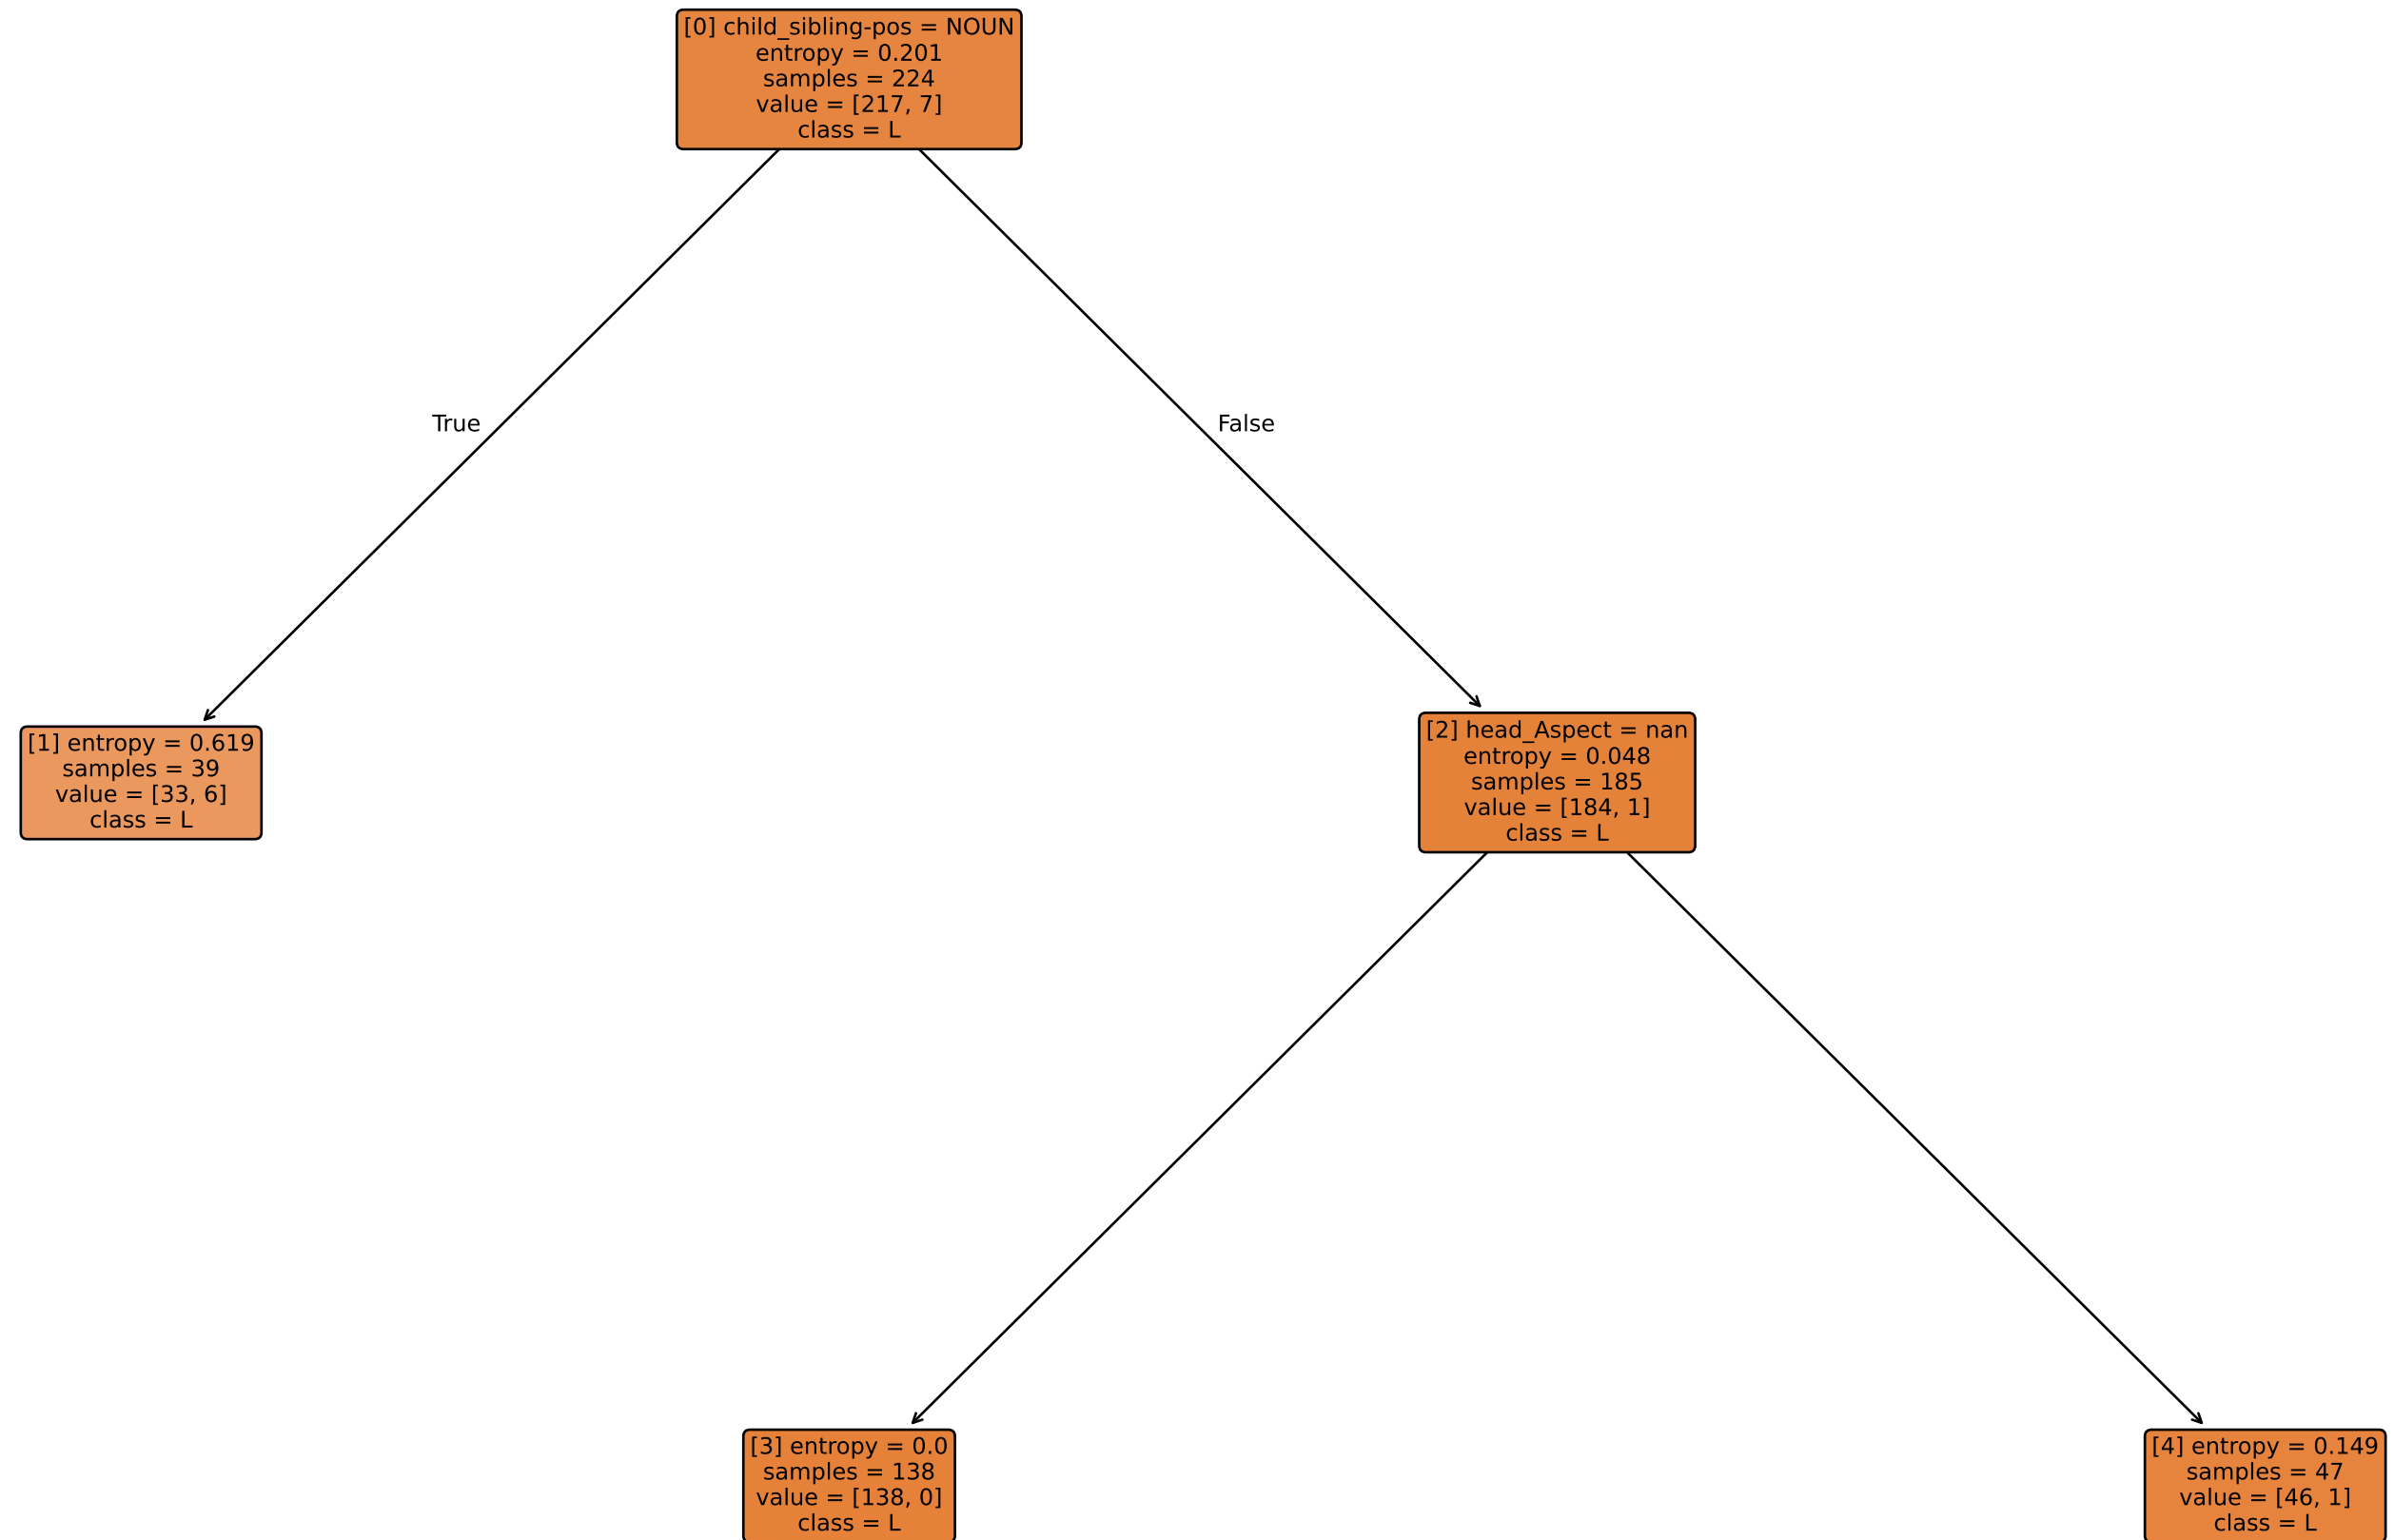 [0] child_sibling-pos = NOUN
entropy = 0.201
samples = 224
value = [217, 7]
class = L
True
False
[1] entropy = 0.619
samples = 39
value = [33, 6]
class = L
[2] head_Aspect = nan
entropy = 0.048
samples = 185
value = [184, 1]
class = L
[3] entropy = 0.0
samples = 138
value = [138, 0]
class = L
[4] entropy = 0.149
samples = 47
value = [46, 1]
class = L